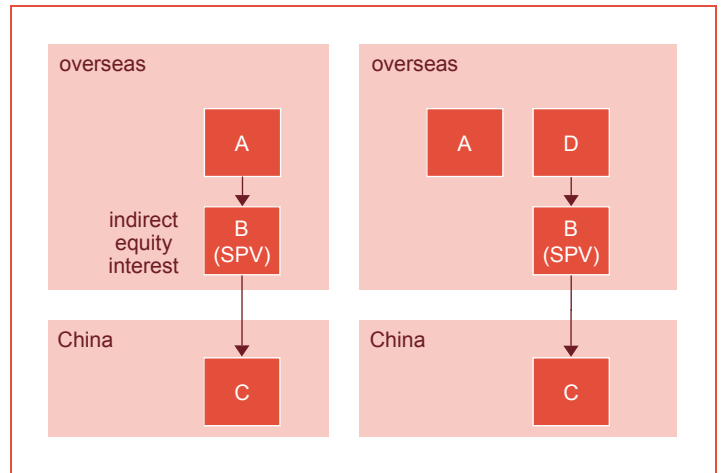 overseas
A
indirect
equity
interest
B
(SPV)
China
C
overseas
A
D
B
(SPV)
China
C